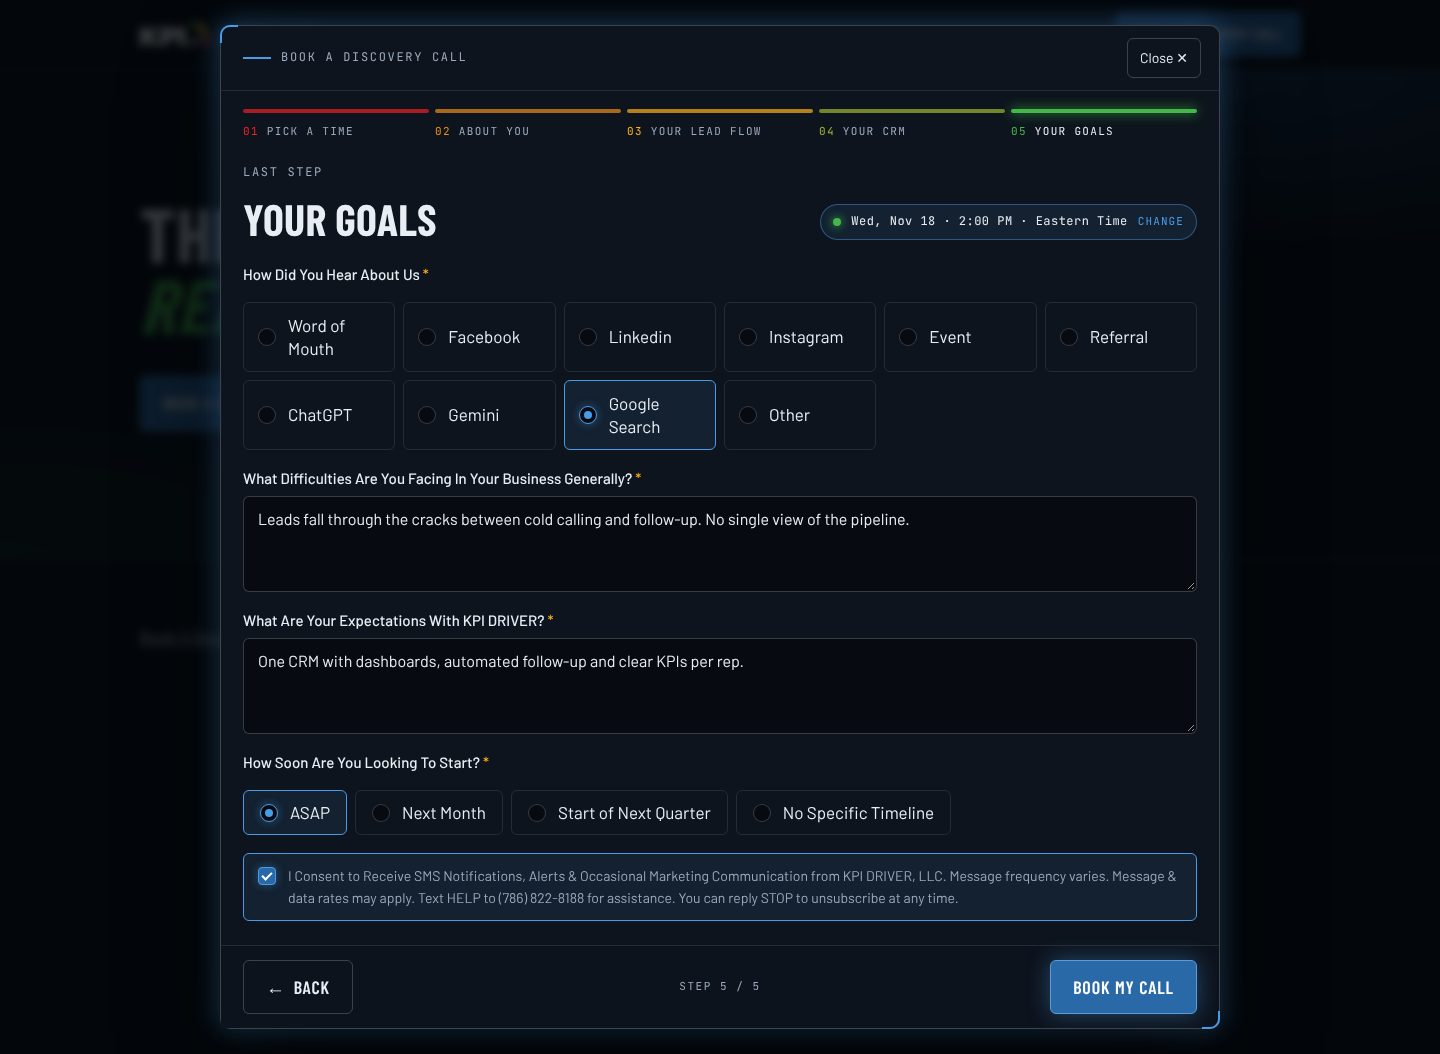 BOOK A DISCOVERY CALL
Close ✕
01 PICK A TIME
02 ABOUT YOU
03 YOUR LEAD FLOW
04 YOUR CRM
05 YOUR GOALS
LAST STEP
YOUR GOALS
Wed, Nov 18 · 2:00 PM · Eastern Time CHANGE
How Did You Hear About Us *
Word of
Mouth
Facebook
Linkedin
Instagram
Event
Referral
ChatGPT
Gemini
Google
Search
Other
What Difficulties Are You Facing In Your Business Generally? *
Leads fall through the cracks between cold calling and follow-up. No single view of the pipeline.
What Are Your Expectations With KPI DRIVER? *
One CRM with dashboards, automated follow-up and clear KPIs per rep.
How Soon Are You Looking To Start? *
ASAP
Next Month
Start of Next Quarter
No Specific Timeline
I Consent to Receive SMS Notifications, Alerts & Occasional Marketing Communication from KPI DRIVER, LLC. Message frequency varies. Message &
data rates may apply. Text HELP to (786) 822-8188 for assistance. You can reply STOP to unsubscribe at any time.
← BACK
STEP 5 / 5
BOOK MY CALL
KPI
TH
RE